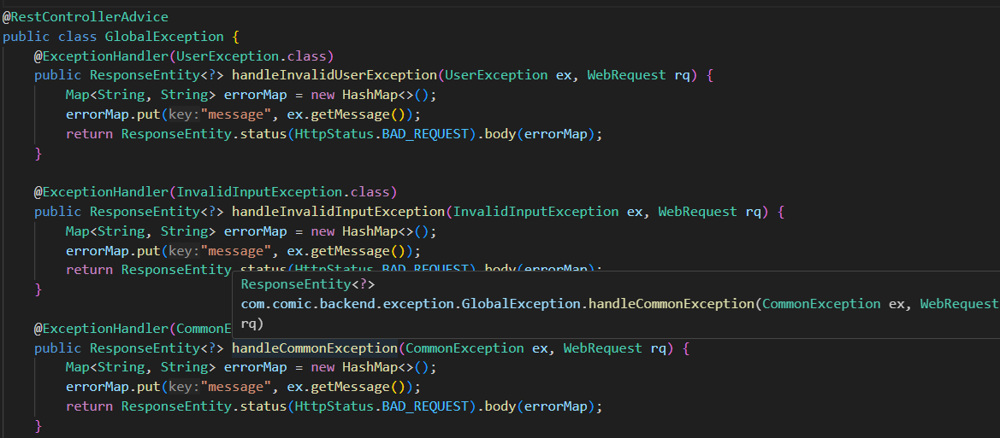 @RestControllerAdvice
public class GlobalException {
    @ExceptionHandler(UserException.class)
    public ResponseEntity<?> handleInvalidUserException(UserException ex, WebRequest rq) {
        Map<String, String> errorMap = new HashMap<>();
        errorMap.put(key:"message", ex.getMessage());
        return ResponseEntity.status(HttpStatus.BAD_REQUEST).body(errorMap);
    }

    @ExceptionHandler(InvalidInputException.class)
    public ResponseEntity<?> handleInvalidInputException(InvalidInputException ex, WebRequest rq) {
        Map<String, String> errorMap = new HashMap<>();
        errorMap.put(key:"message", ex.getMessage());
        return ResponseEntity.status(HttpStatus.BAD_REQUEST).body(errorMap);
ResponseEntity<?>
    }
com.comic.backend.exception.GlobalException.handleCommonException(CommonException ex, WebRequest
rq)
    @ExceptionHandler(CommonE
    public ResponseEntity<?> handleCommonException(CommonException ex, WebRequest rq) {
        Map<String, String> errorMap = new HashMap<>();
        errorMap.put(key:"message", ex.getMessage());
        return ResponseEntity.status(HttpStatus.BAD_REQUEST).body(errorMap);
    }